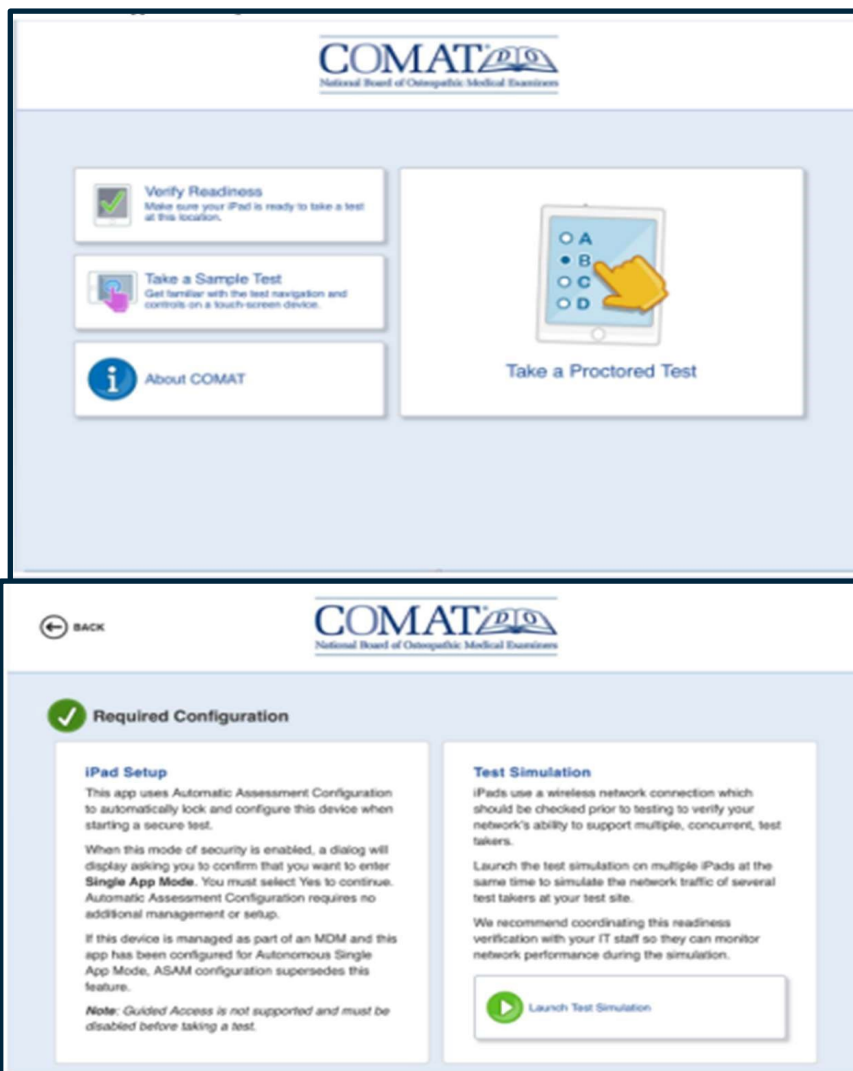 COMAT DO
National Board of Osteopathic Medical Examiners
Verify Readiness
Make sure your iPad is ready to take a test
at this location.
Take a Sample Test
Get familiar with the test navigation and
controls on a touch-screen device.
i
About COMAT
A
B
C
D
Take a Proctored Test
BACK
COMAT DO
National Board of Osteopathic Medical Examiners
Required Configuration
iPad Setup
This app uses Automatic Assessment Configuration
to automatically lock and configure this device when
starting a secure test.
When this mode of security is enabled, a dialog will
display asking you to confirm that you want to enter
Single App Mode. You must select Yes to continue.
Automatic Assessment Configuration requires no
additional management or setup.
If this device is managed as part of an MDM and this
app has been configured for Autonomous Single
App Mode, ASAM configuration supersedes this
feature.
Note: Guided Access is not supported and must be
disabled before taking a test.
Test Simulation
iPads use a wireless network connection which
should be checked prior to testing to verify your
network's ability to support multiple, concurrent, test
takers.
Launch the test simulation on multiple iPads at the
same time to simulate the network traffic of several
test takers at your test site.
We recommend coordinating this readiness
verification with your IT staff so they can monitor
network performance during the simulation.
Launch Test Simulation